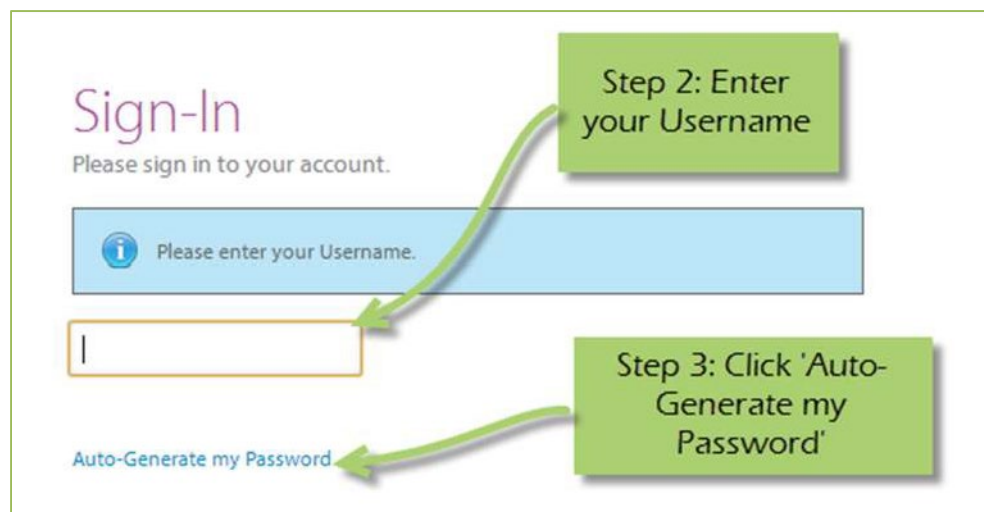 Sign-In
Please sign in to your account.
Step 2: Enter
your Username
Please enter your Username.
Step 3: Click 'Auto-
Generate my
Password'
Auto-Generate my Password